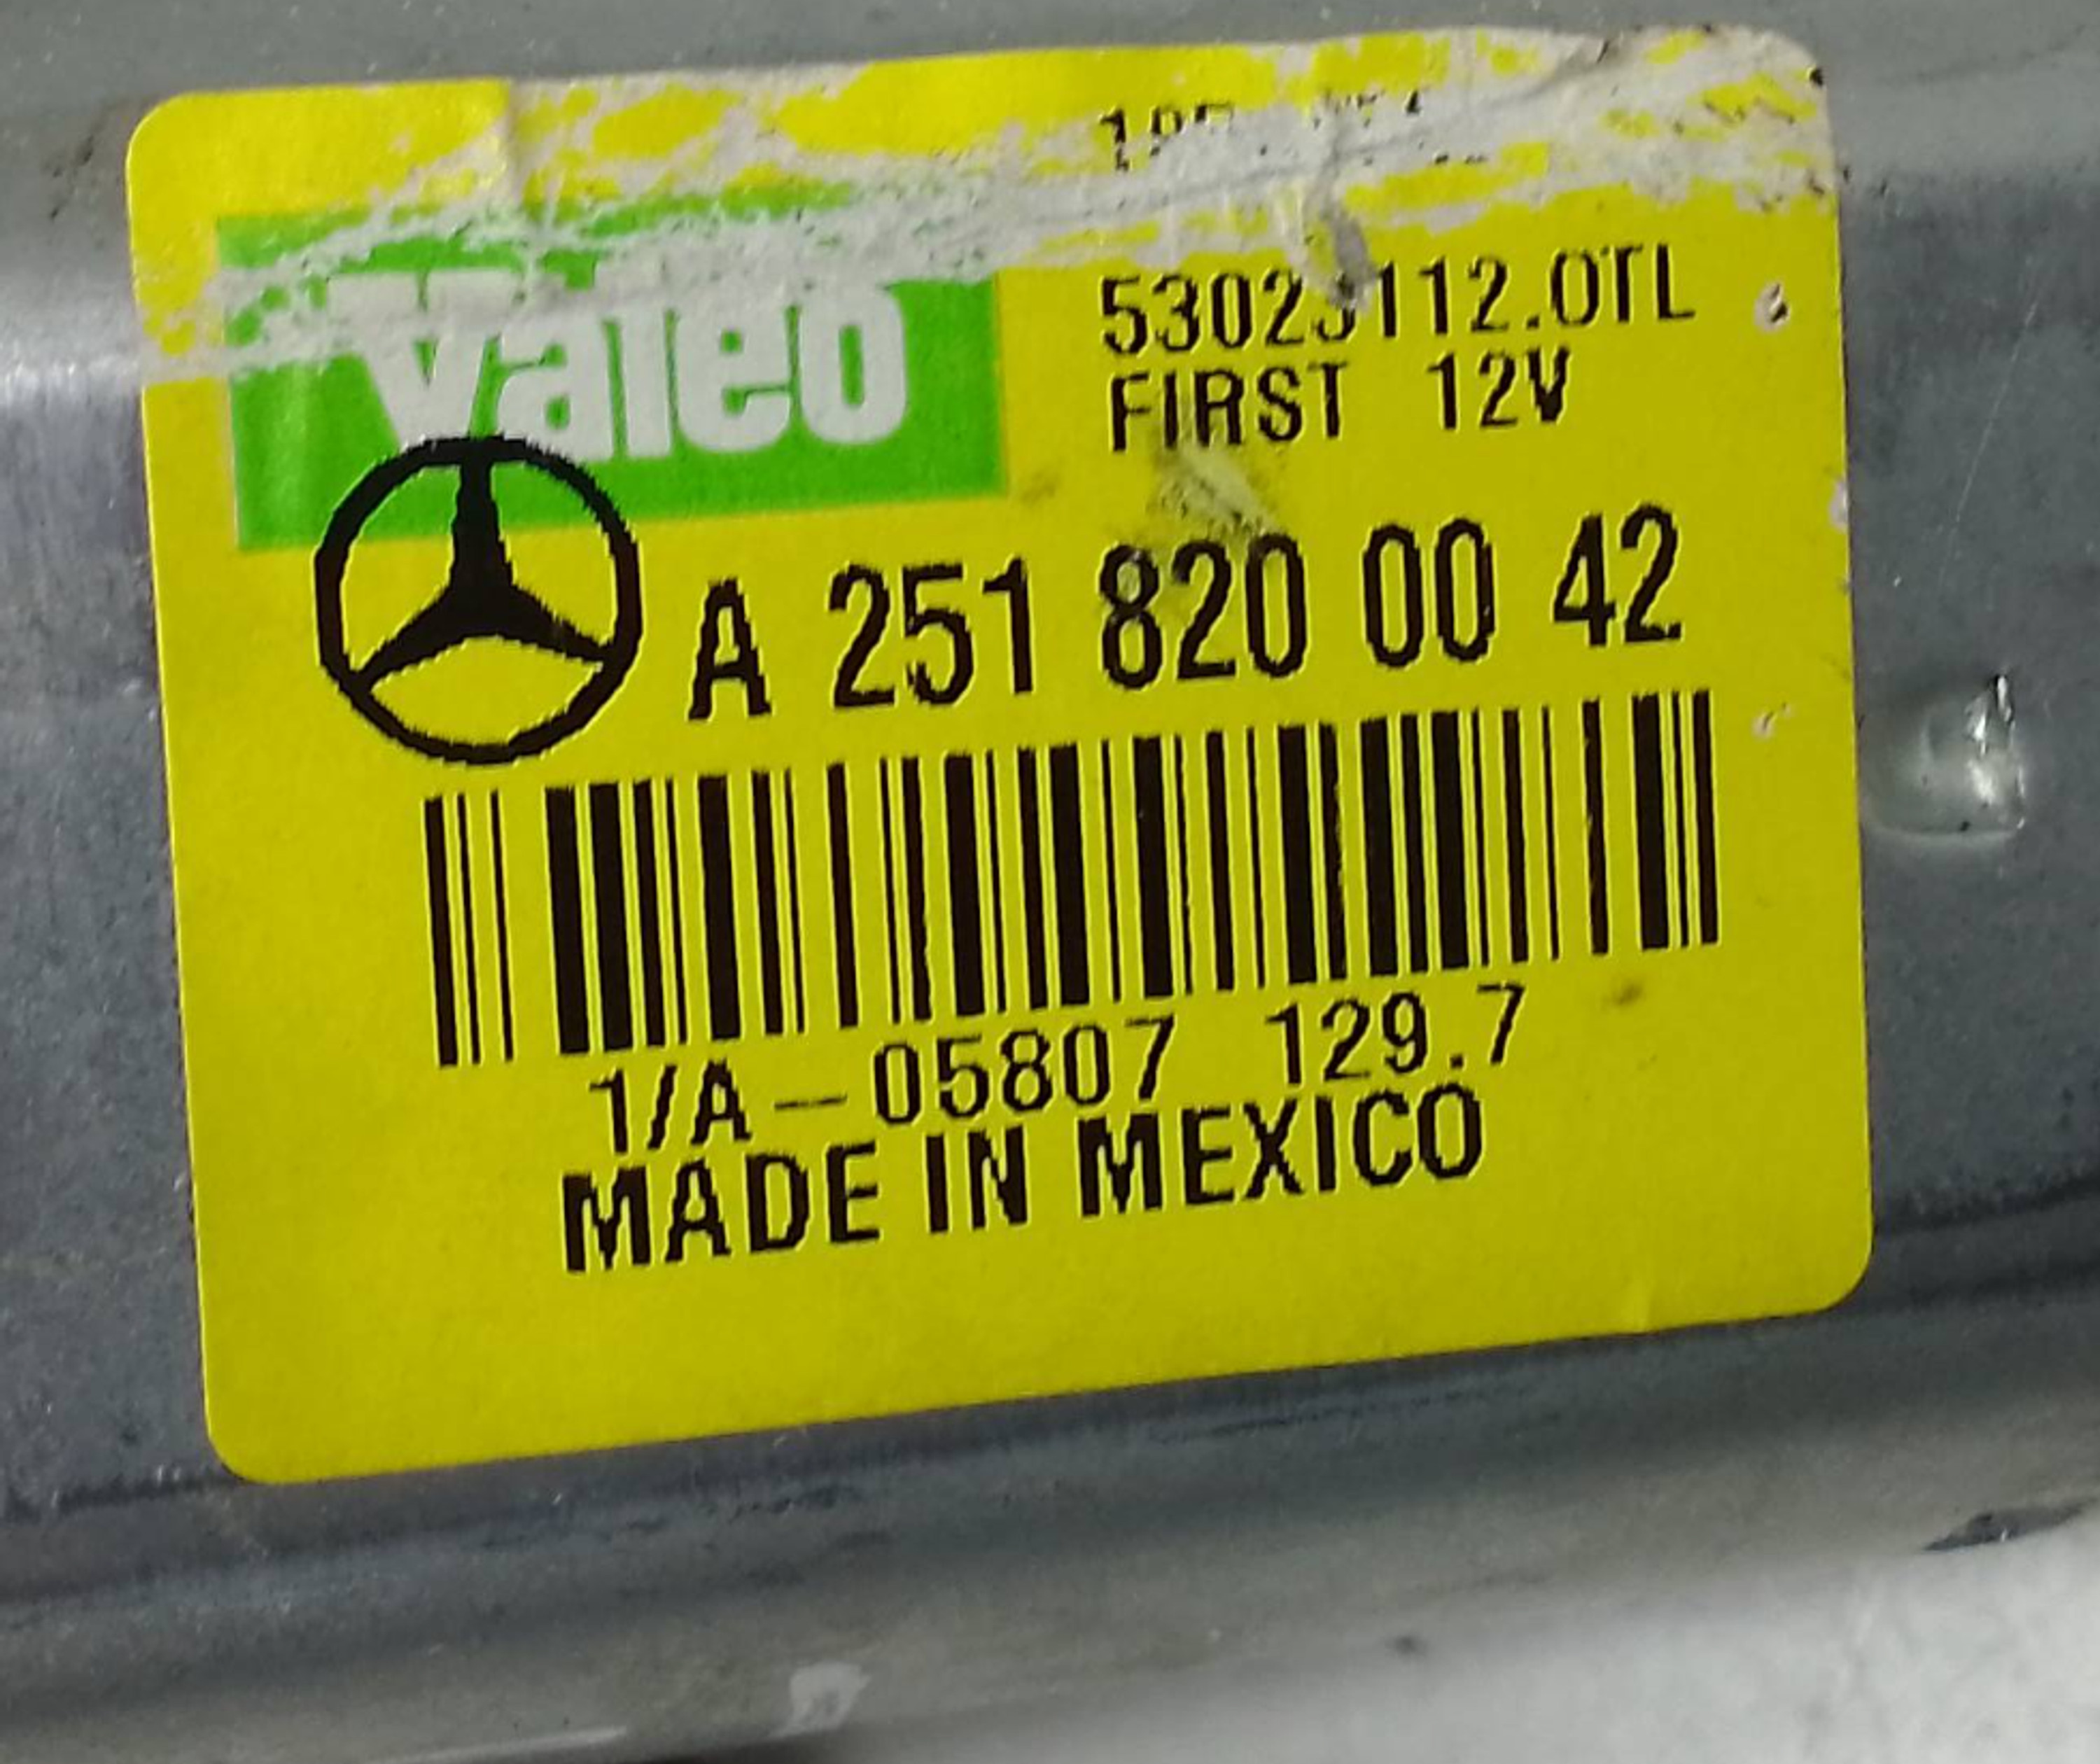 valeo
FIRST 12V
A 251 820 00 42
1/A-05807 129.7
MADE IN MEXICO